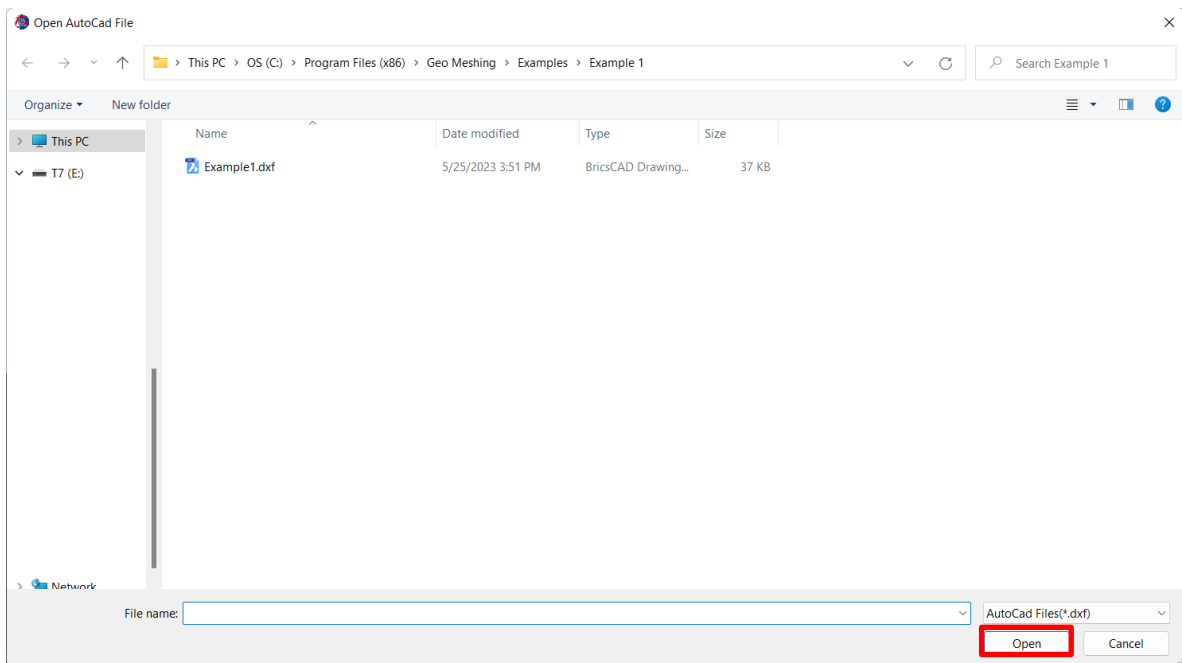 Open AutoCad File
This PC > OS (C:) > Program Files (x86) > Geo Meshing > Examples > Example 1
Search Example 1
Organize
New folder
Name
Date modified
Type
Size
This PC
Example1.dxf
5/25/2023 3:51 PM
BricsCAD Drawing...
37 KB
T7 (E:)
Network
File name:
AutoCad Files(*.dxf)
Open
Cancel